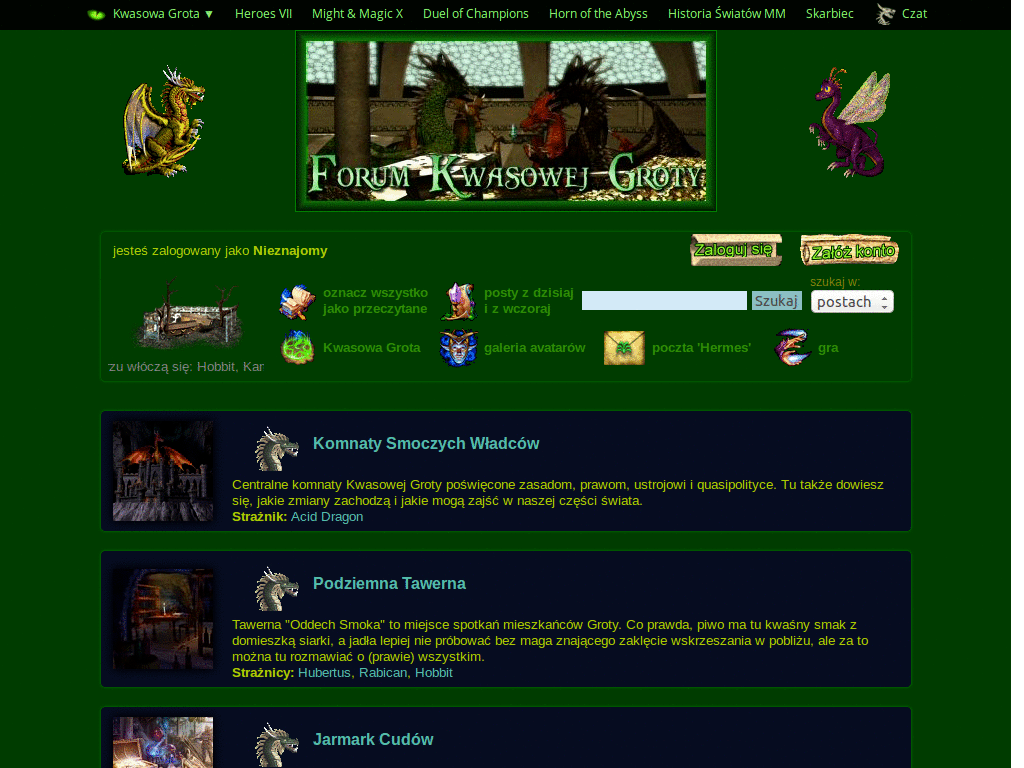 Kwasowa Grota ▼ Heroes VII Might & Magic X Duel of Champions Horn of the Abyss Historia Światów MM Skarbiec Czat
Forum Kwasowej Groty
jesteś zalogowany jako Nieznajomy
Zaloguj się
Załóż konto
szukaj w:
oznacz wszystko
jako przeczytane
posty z dzisiaj
i z wczoraj
Szukaj
postach
Kwasowa Grota
galeria avatarów
poczta 'Hermes'
gra
zu włóczą się: Hobbit, Kar
Komnaty Smoczych Władców
Centralne komnaty Kwasowej Groty poświęcone zasadom, prawom, ustrojowi i quasipolityce. Tu także dowiesz
się, jakie zmiany zachodzą i jakie mogą zajść w naszej części świata.
Strażnik: Acid Dragon
Podziemna Tawerna
Tawerna "Oddech Smoka" to miejsce spotkań mieszkańców Groty. Co prawda, piwo ma tu kwaśny smak z
domieszką siarki, a jadła lepiej nie próbować bez maga znającego zaklęcie wskrzeszania w pobliżu, ale za to
można tu rozmawiać o (prawie) wszystkim.
Strażnicy: Hubertus, Rabican, Hobbit
Jarmark Cudów